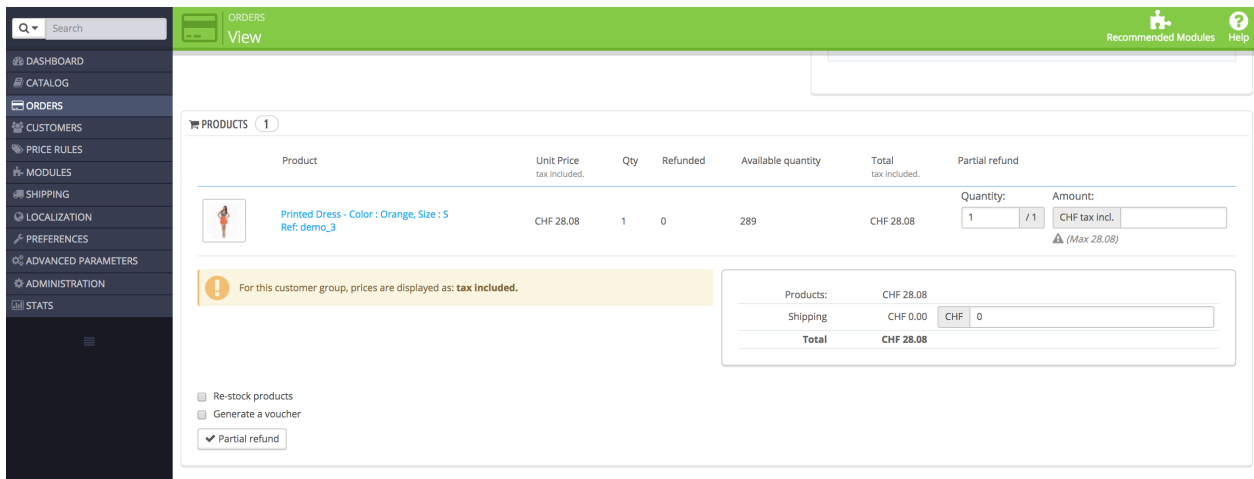 Search
ORDERS
View
Recommended Modules
Help
DASHBOARD
CATALOG
ORDERS
CUSTOMERS
PRICE RULES
MODULES
SHIPPING
LOCALIZATION
PREFERENCES
ADVANCED PARAMETERS
ADMINISTRATION
STATS
PRODUCTS 1
Product Unit Price Qty Refunded Available quantity Total Partial refund
tax included. tax included.
Quantity: Amount:
Printed Dress - Color : Orange, Size : S CHF 28.08 1 0 289 CHF 28.08 1 / 1 CHF tax incl.
Ref: demo_3
(Max 28.08)
For this customer group, prices are displayed as: tax included.
Products: CHF 28.08
Shipping CHF 0.00 CHF 0
Total CHF 28.08
Re-stock products
Generate a voucher
Partial refund